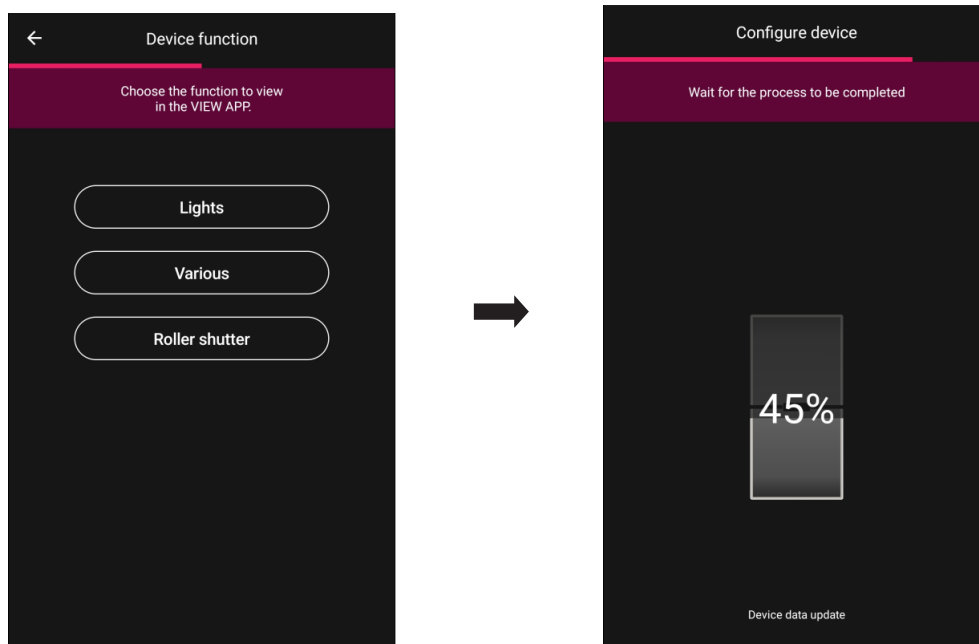 Device function
Choose the function to view
in the VIEW APP.
Lights
Various
Roller shutter
Configure device
Wait for the process to be completed
45%
Device data update